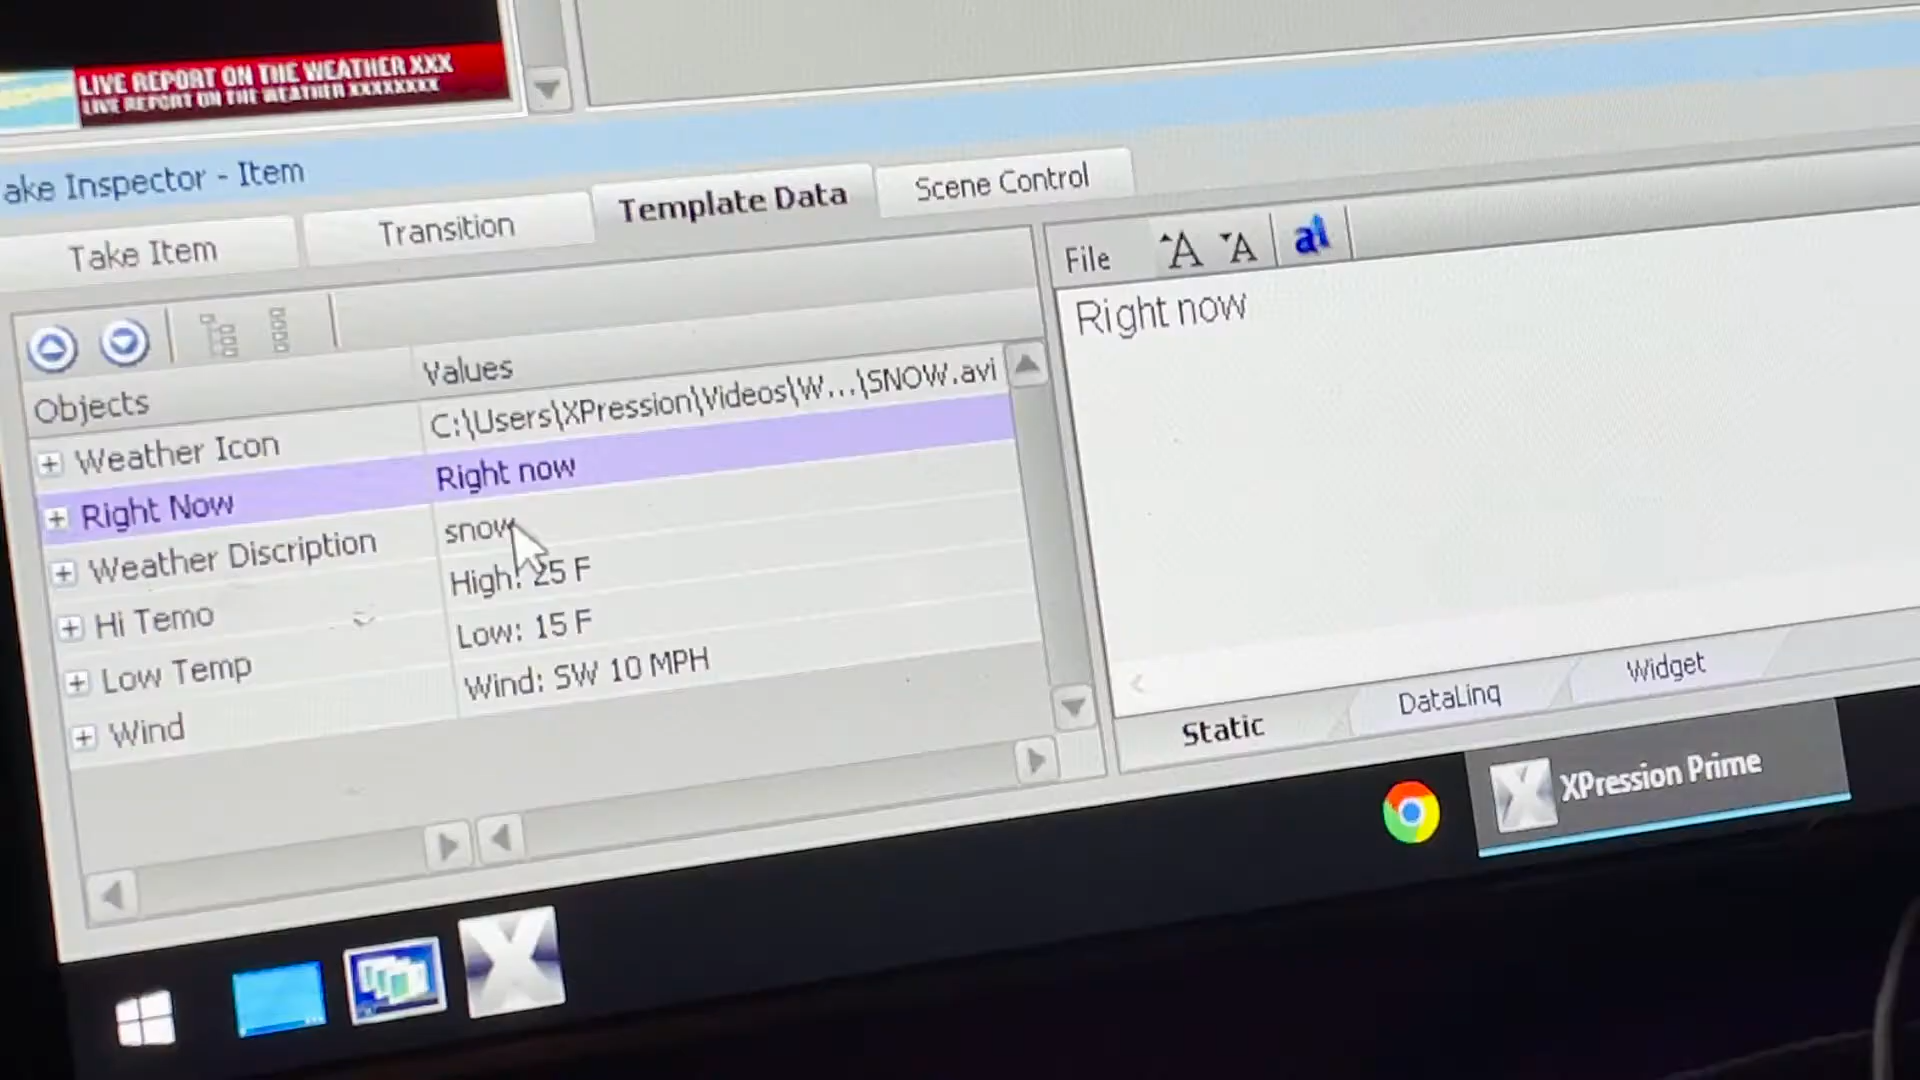 LIVE REPORT ON THE WEATHER XXX
LIVE REPORT ON THE WEATHER XXXXXXXX
ake Inspector - Item
Take Item
Transition
Template Data
Scene Control
Objects
Values
Weather Icon
C:\Users\XPression\Videos\W...\SNOW.avi
Right Now
Right now
Weather Discription
snow
Hi Temo
High: 25 F
Low Temp
Low: 15 F
Wind
Wind: SW 10 MPH
File
A A
a
Right now
Static
DataLinq
Widget
XPression Prime
X